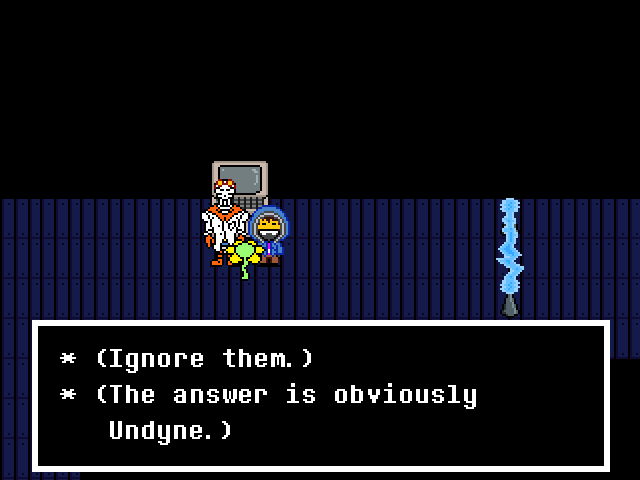 * (Ignore them.)
* (The answer is obviously
Undyne.)